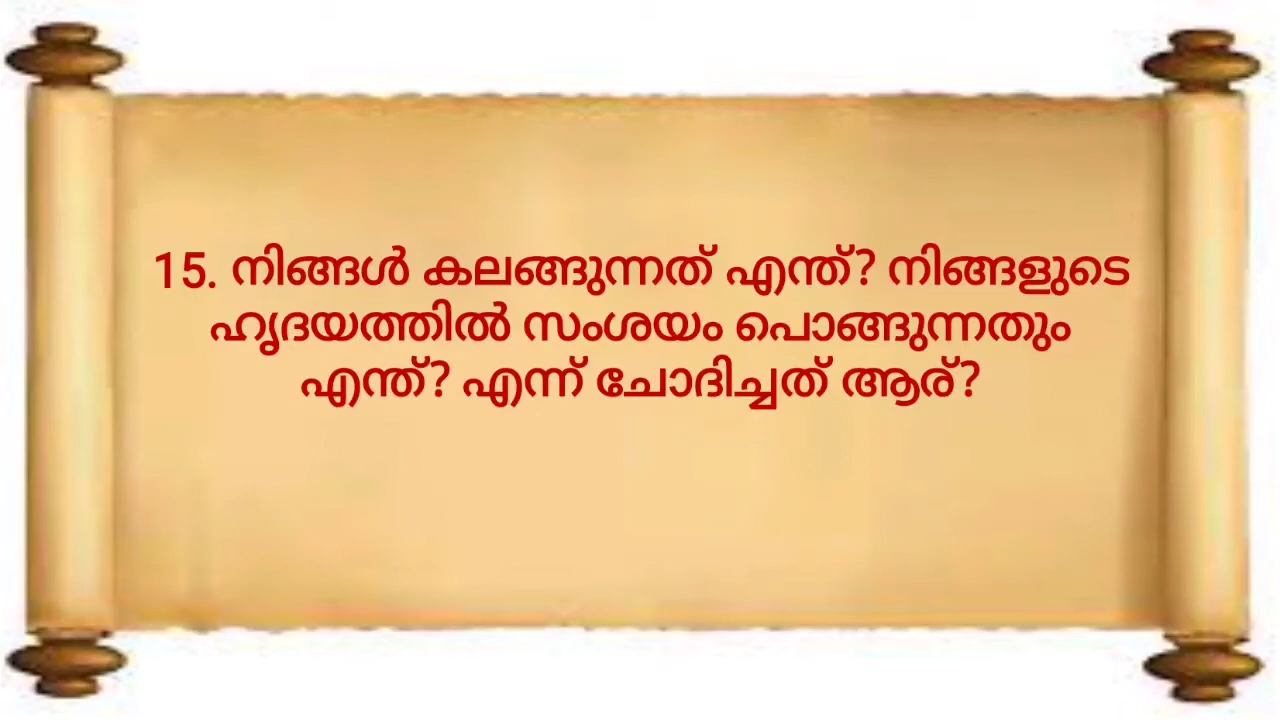 15. നിങ്ങൾ കലങ്ങുന്നത് എന്ത്? നിങ്ങളുടെ
ഹൃദയത്തിൽ സംശയം പൊങ്ങുന്നതും
എന്ത്? എന്ന് ചോദിച്ചത് ആര്?